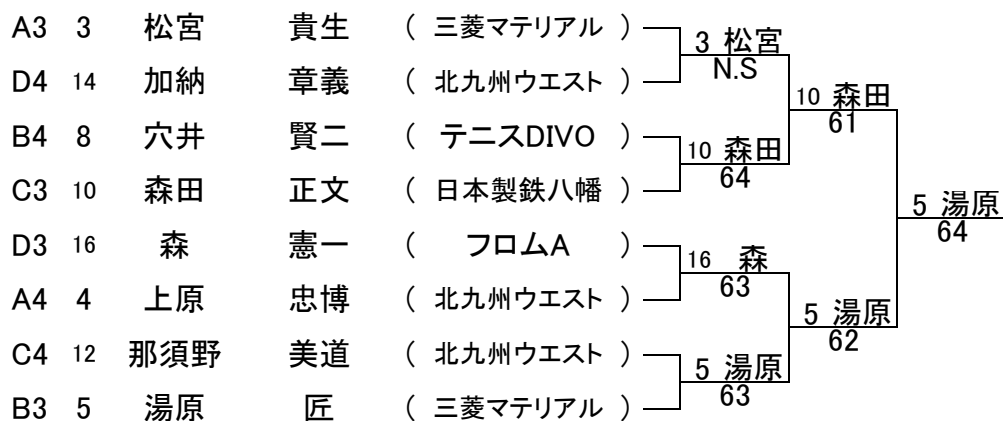 A3 3 松宮 貴生 ( 三菱マテリアル )
3 松宮
N.S
D4 14 加納 章義 ( 北九州ウエスト )
10 森田
61
B4 8 穴井 賢二 ( テニスDIVO )
10 森田
64
C3 10 森田 正文 ( 日本製鉄八幡 )
5 湯原
64
D3 16 森 憲一 ( フロムA )
16 森
63
A4 4 上原 忠博 ( 北九州ウエスト )
5 湯原
62
C4 12 那須野 美道 ( 北九州ウエスト )
5 湯原
63
B3 5 湯原 匠 ( 三菱マテリアル )